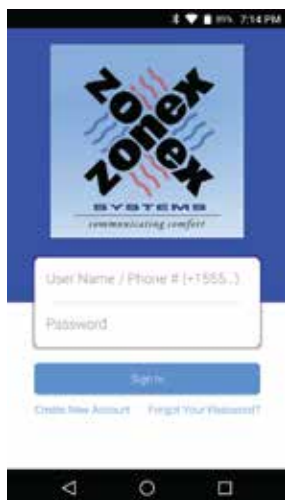 89% 7:14 PM
zonex
zonex
SYSTEMS
communicating comfort
User Name / Phone # (+1555...)
Password
Sign In
Create New Account Forgot Your Password?